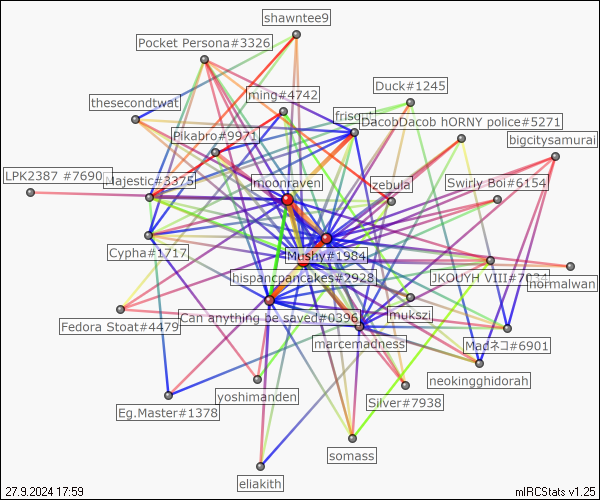 shawntee9
Pocket Persona#3326
Duck#1245
ming#4742
thesecondtwat
DacobDacob hORNY police#5271
Pikabro#9971
bigcitysamurai
LPK2387 #7690
Majestic#3375
moonraven
zebula
Swirly Boi#6154
Cypha#1717
Mushy#1984
hispancpancakes#2928
JKOUYH VIII#7034
normalwan
Can anything be saved#0396
mukszi
Fedora Stoat#4479
marcemadness
Madネコ#6901
neokingghidorah
yoshimanden
Silver#7938
Eg.Master#1378
somass
eliakith
27.9.2024 17:59
mIRCStats v1.25